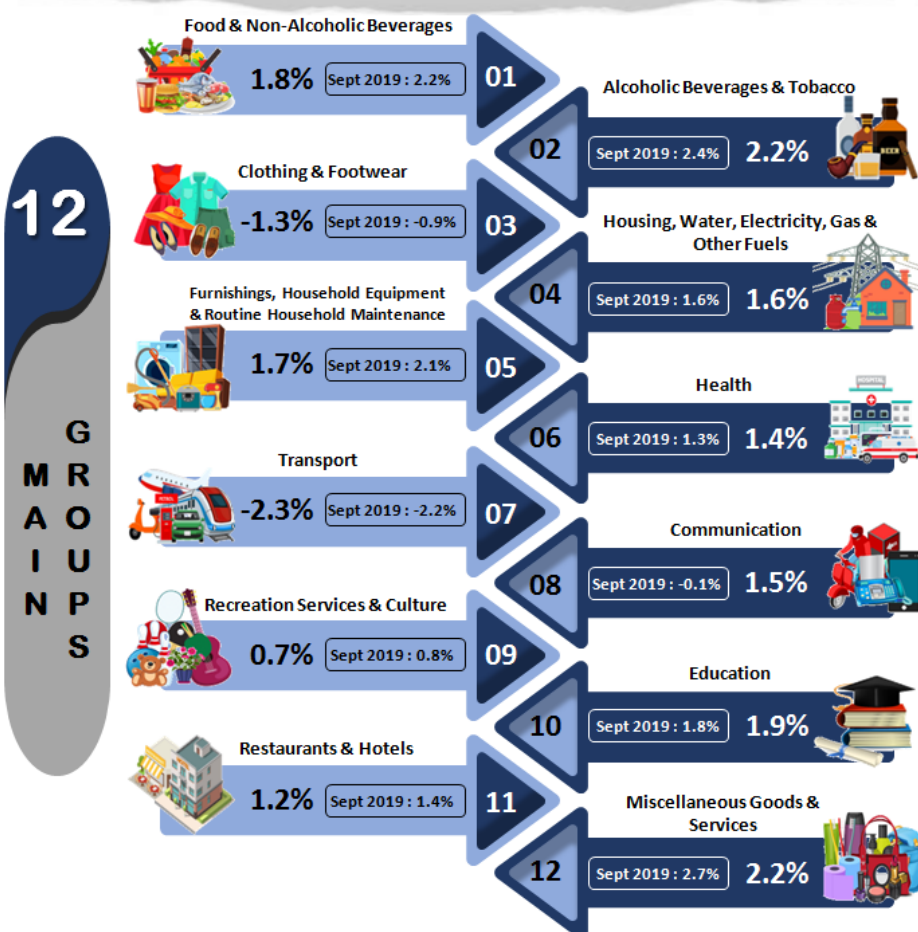 12
MAIN
GROUPS
Food & Non-Alcoholic Beverages
1.8%
Sept 2019 : 2.2%
01
Alcoholic Beverages & Tobacco
02
Sept 2019 : 2.4%
2.2%
BEER
Clothing & Footwear
-1.3%
Sept 2019 : -0.9%
03
Housing, Water, Electricity, Gas &
Other Fuels
04
Sept 2019 : 1.6%
1.6%
Furnishings, Household Equipment
& Routine Household Maintenance
1.7%
Sept 2019 : 2.1%
05
Health
06
Sept 2019 : 1.3%
1.4%
HOSPITAL
Transport
-2.3%
Sept 2019 : -2.2%
07
PETROL
Communication
08
Sept 2019 : -0.1%
1.5%
Recreation Services & Culture
0.7%
Sept 2019 : 0.8%
09
Education
10
Sept 2019 : 1.8%
1.9%
Restaurants & Hotels
1.2%
Sept 2019 : 1.4%
11
Miscellaneous Goods &
Services
12
Sept 2019 : 2.7%
2.2%